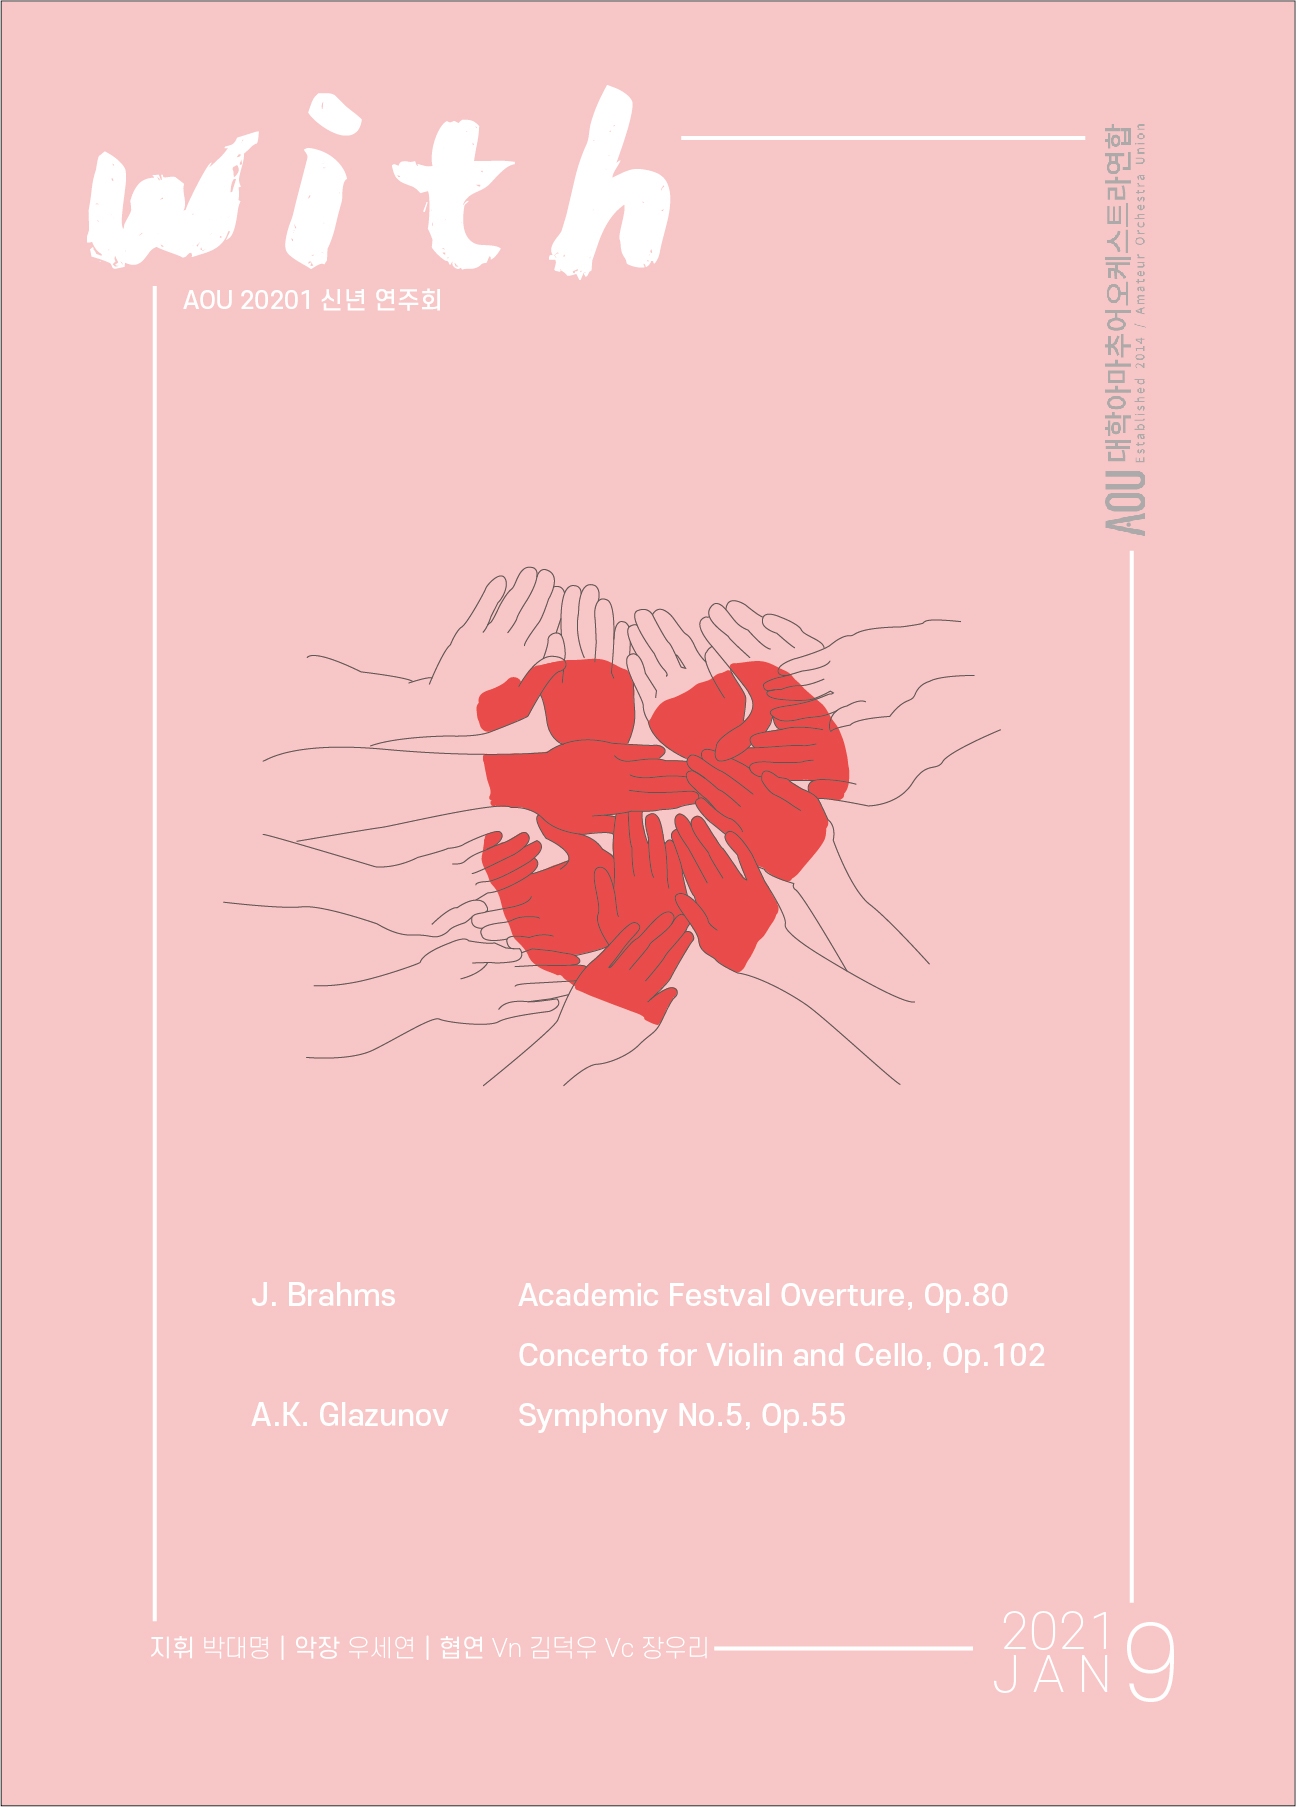 with
AOU 20201 신년 연주회
AOU 대학아마추어오케스트라연합
Established 2014 / Amateur Orchestra Union
J. Brahms Academic Festval Overture, Op.80
Concerto for Violin and Cello, Op.102
A.K. Glazunov Symphony No.5, Op.55
지휘 박대명 | 악장 우세연 | 협연 Vn 김덕우 Vc 장우리
2021
JAN 9